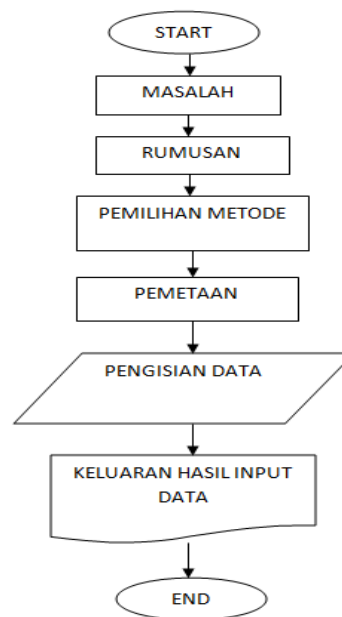 START
MASALAH
RUMUSAN
PEMILIHAN METODE
PEMETAAN
PENGISIAN DATA
KELUARAN HASIL INPUT
DATA
END